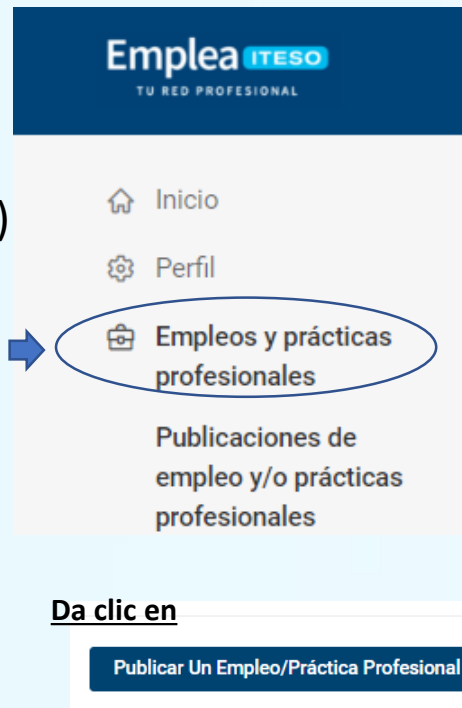 Emplea ITESO
TU RED PROFESIONAL
)
Inicio
Perfil
Empleos y prácticas
profesionales
Publicaciones de
empleo y/o prácticas
profesionales
Da clic en
Publicar Un Empleo/Práctica Profesional